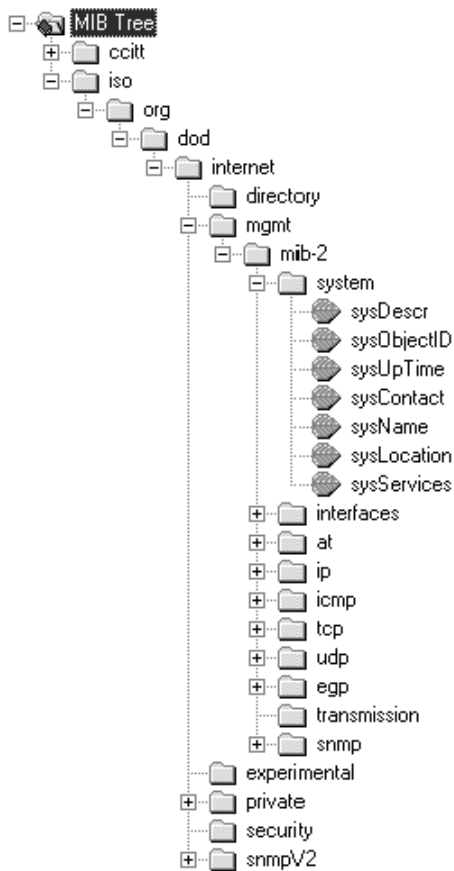 MIB Tree
ccitt
iso
org
dod
internet
directory
mgmt
mib-2
system
sysDescr
sysObjectID
sysUpTime
sysContact
sysName
sysLocation
sysServices
interfaces
at
ip
icmp
tcp
udp
egp
transmission
snmp
experimental
private
security
snmpV2